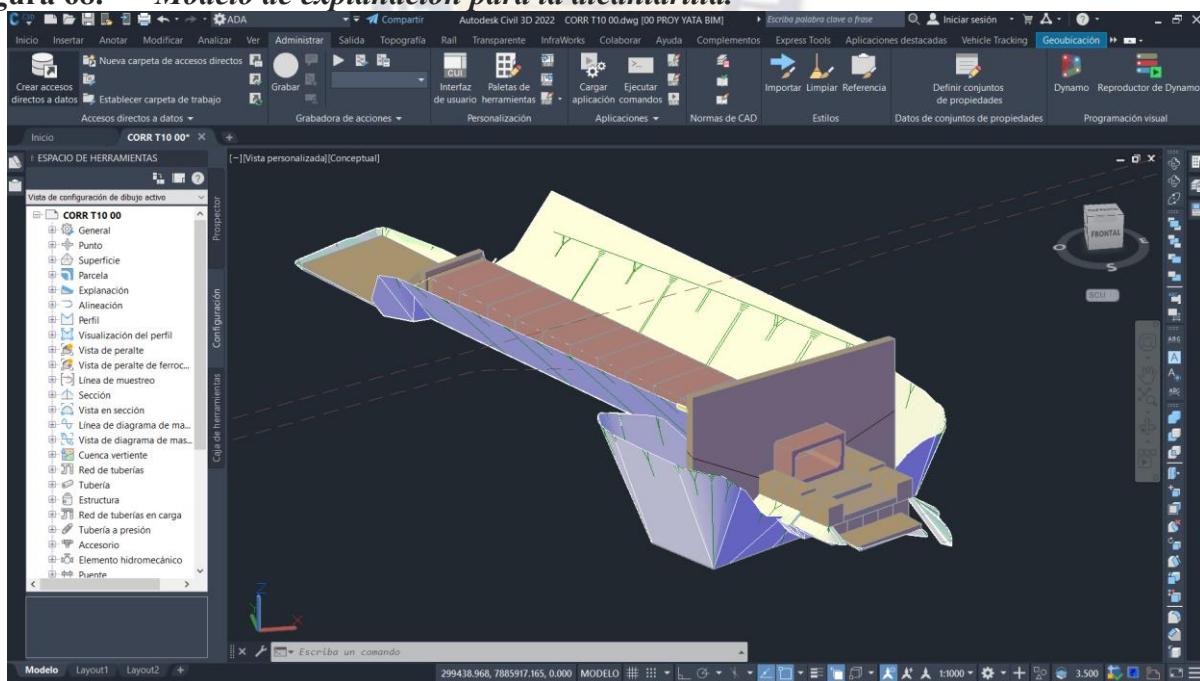 gura 68. Modelo de explanación para la alcantarilla.
ADA Compartir Autodesk Civil 3D 2022 CORR T10 00.dwg [00 PROY YATA BIM] Escriba palabra clave o frase Iniciar sesión
Inicio Insertar Anotar Modificar Analizar Ver Administrar Salida Topografía Raíl Transparente InfraWorks Colaborar Ayuda Complementos Express Tools Aplicaciones destacadas Vehicle Tracking Geoubicación
Nueva carpeta de accesos directos
Crear accesos directos a datos
Establecer carpeta de trabajo
Grabar
Interfaz de usuario
Paletas de herramientas
Cargar aplicación
Ejecutar comandos
Importar Limpiar Referencia
Definir conjuntos de propiedades
Dynamo Reproductor de Dynamo
Accesos directos a datos Grabadora de acciones Personalización Aplicaciones Normas de CAD Estilos Datos de conjuntos de propiedades Programación visual
Inicio CORR T10 00* +
ESPACIO DE HERRAMIENTAS
[−][Vista personalizada][Conceptual]
Vista de configuración de dibujo activo
CORR T10 00
General
Punto
Superficie
Parcela
Explanación
Alineación
Perfil
Visualización del perfil
Vista de peralte
Vista de peralte de ferroc...
Línea de muestreo
Sección
Vista en sección
Línea de diagrama de ma...
Vista de diagrama de mas...
Cuenca vertiente
Red de tuberías
Tubería
Estructura
Red de tuberías en carga
Tubería a presión
Accesorio
Elemento hidromecánico
Puente
Prospector
Configuración
Caja de herramientas
FRONTAL
E
S
SCU
Z
Y
X
Escriba un comando
Modelo Layout1 Layout2 +
299438.968, 7885917.165, 0.000 MODELO 1:1000 3.500